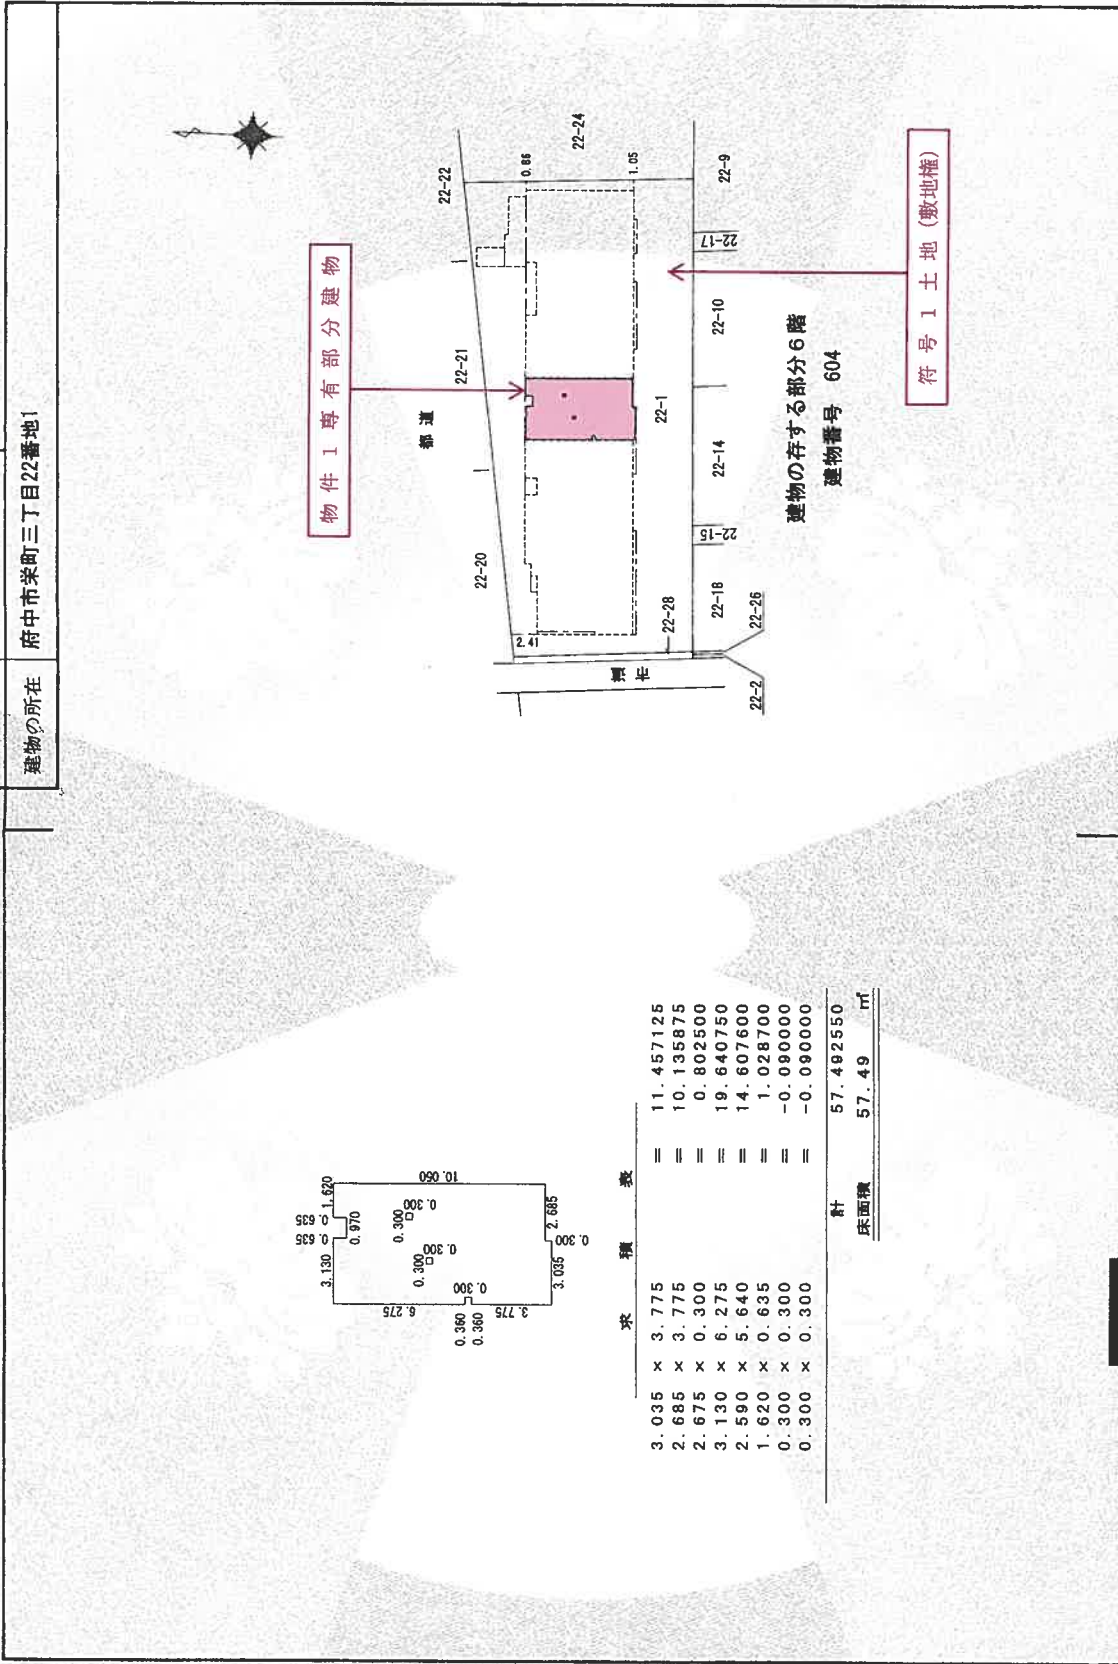 建物の所在 府中市栄町三丁目22番地1
物件 1 専有部分建物
都道
22-20
22-21
22-22
22-24
0.86
1.05
2.41
22-1
22-28
22-18
22-15
22-14
22-10
22-17
22-9
22-2
22-26
建物の存する部分6階
建物番号 604
符号 1 土地 (敷地権)
3.130
0.635
0.635
0.970
1.620
10.050
0.300
0.300
0.300
0.300
6.275
0.360
0.360
0.300
3.775
3.035
0.300
2.685
求 積 表
3.035 × 3.775 = 11.457125
2.685 × 3.775 = 10.135875
2.675 × 0.300 = 0.802500
3.130 × 6.275 = 19.640750
2.590 × 5.640 = 14.607600
1.620 × 0.635 = 1.028700
0.300 × 0.300 = -0.090000
0.300 × 0.300 = -0.090000
計 57.492550
床面積 57.49 ㎡